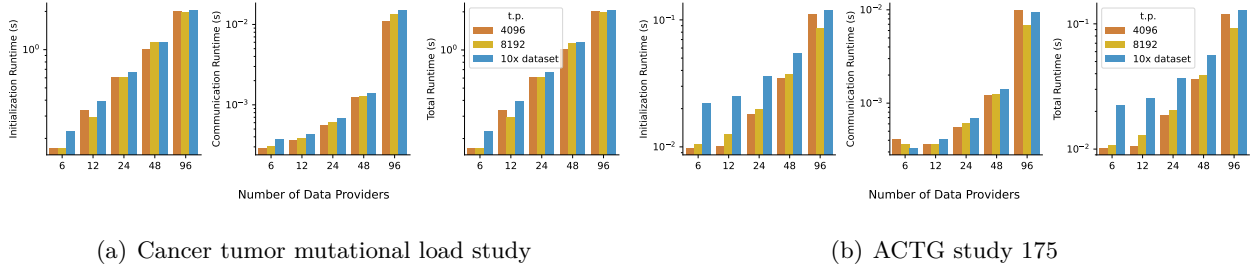 Initialization Runtime (s)
10⁰
6 12 24 48 96
Communication Runtime (s)
10⁻²
10⁻³
6 12 24 48 96
Total Runtime (s)
10⁰
t.p.
4096
8192
10x dataset
6 12 24 48 96
Number of Data Providers
(a) Cancer tumor mutational load study
Initialization Runtime (s)
10⁻¹
10⁻²
6 12 24 48 96
Communication Runtime (s)
10⁻²
10⁻³
6 12 24 48 96
Total Runtime (s)
10⁻¹
10⁻²
t.p.
4096
8192
10x dataset
6 12 24 48 96
Number of Data Providers
(b) ACTG study 175